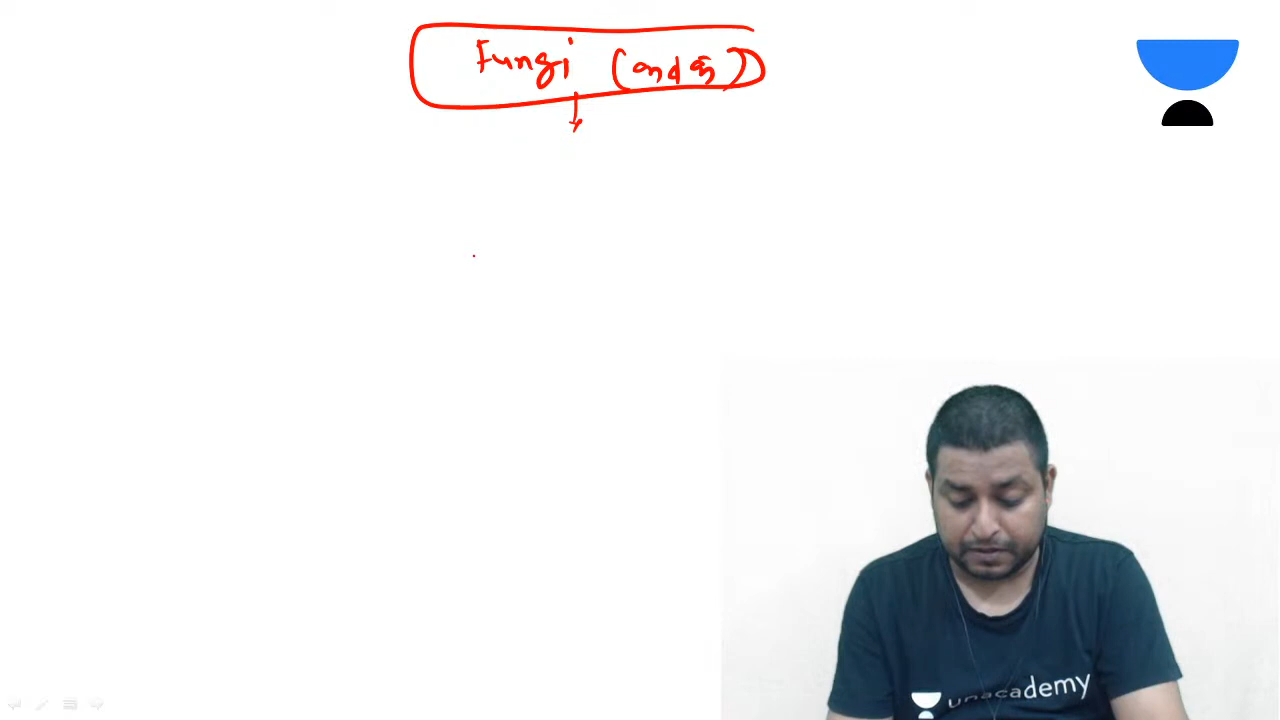 Fungi (कवक)
unacademy